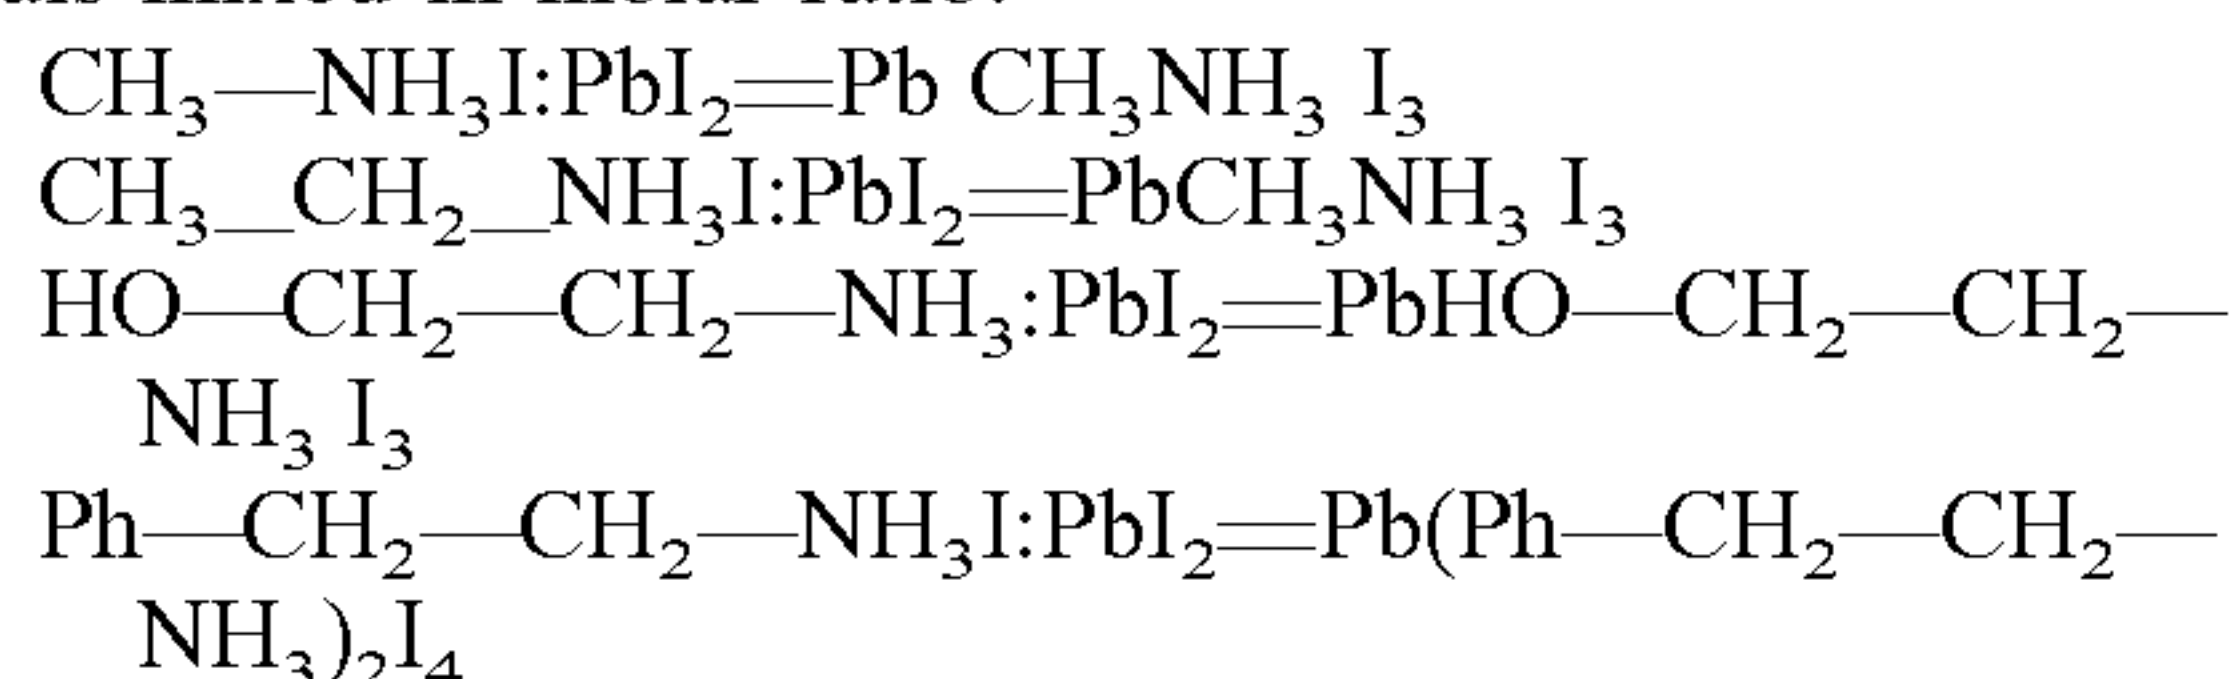 CH₃—NH₃I:PbI₂═Pb CH₃NH₃ I₃
CH₃—CH₂—NH₃I:PbI₂═PbCH₃NH₃ I₃
HO—CH₂—CH₂—NH₃:PbI₂═PbHO—CH₂—CH₂—
NH₃ I₃
Ph—CH₂—CH₂—NH₃I:PbI₂═Pb(Ph—CH₂—CH₂—
NH₃)₂I₄